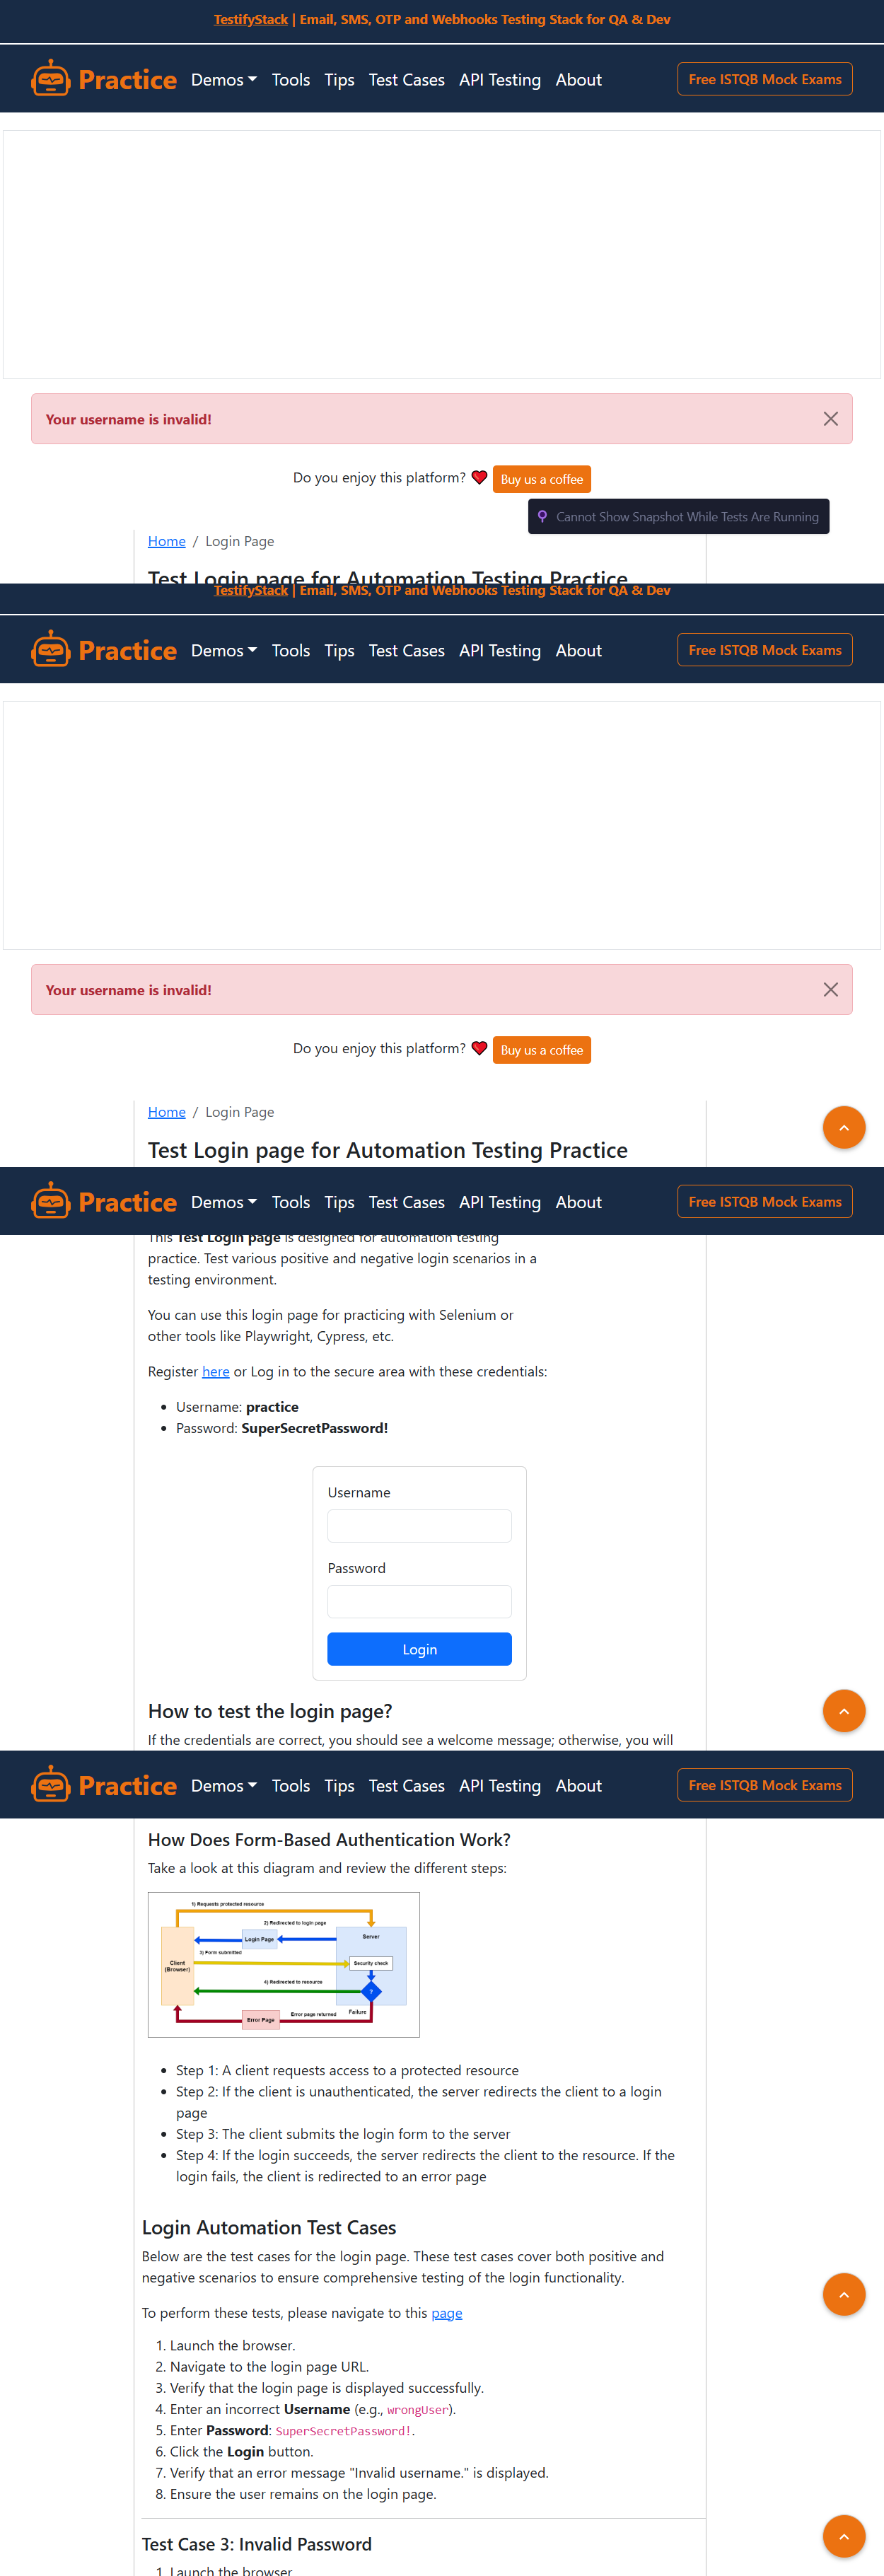 TestifyStack | Email, SMS, OTP and Webhooks Testing Stack for QA & Dev
Practice Demos Tools Tips Test Cases API Testing About Free ISTQB Mock Exams
Your username is invalid!
Do you enjoy this platform? Buy us a coffee
Cannot Show Snapshot While Tests Are Running
Home / Login Page
Test Login page for Automation Testing Practice
TestifyStack | Email, SMS, OTP and Webhooks Testing Stack for QA & Dev
Practice Demos Tools Tips Test Cases API Testing About Free ISTQB Mock Exams
Your username is invalid!
Do you enjoy this platform? Buy us a coffee
Home / Login Page
Test Login page for Automation Testing Practice
Practice Demos Tools Tips Test Cases API Testing About Free ISTQB Mock Exams
This Test Login page is designed for automation testing
practice. Test various positive and negative login scenarios in a
testing environment.
You can use this login page for practicing with Selenium or
other tools like Playwright, Cypress, etc.
Register here or Log in to the secure area with these credentials:
• Username: practice
• Password: SuperSecretPassword!
Username
Password
Login
How to test the login page?
If the credentials are correct, you should see a welcome message; otherwise, you will
Practice Demos Tools Tips Test Cases API Testing About Free ISTQB Mock Exams
How Does Form-Based Authentication Work?
Take a look at this diagram and review the different steps:
1) Requests protected resource
2) Redirected to login page
Server
Login Page
3) Form submitted
Client
(Browser)
Security check
4) Redirected to resource
?
Failure
Error page returned
Error Page
• Step 1: A client requests access to a protected resource
• Step 2: If the client is unauthenticated, the server redirects the client to a login
page
• Step 3: The client submits the login form to the server
• Step 4: If the login succeeds, the server redirects the client to the resource. If the
login fails, the client is redirected to an error page
Login Automation Test Cases
Below are the test cases for the login page. These test cases cover both positive and
negative scenarios to ensure comprehensive testing of the login functionality.
To perform these tests, please navigate to this page
1. Launch the browser.
2. Navigate to the login page URL.
3. Verify that the login page is displayed successfully.
4. Enter an incorrect Username (e.g., wrongUser).
5. Enter Password: SuperSecretPassword!.
6. Click the Login button.
7. Verify that an error message "Invalid username." is displayed.
8. Ensure the user remains on the login page.
Test Case 3: Invalid Password
1. Launch the browser